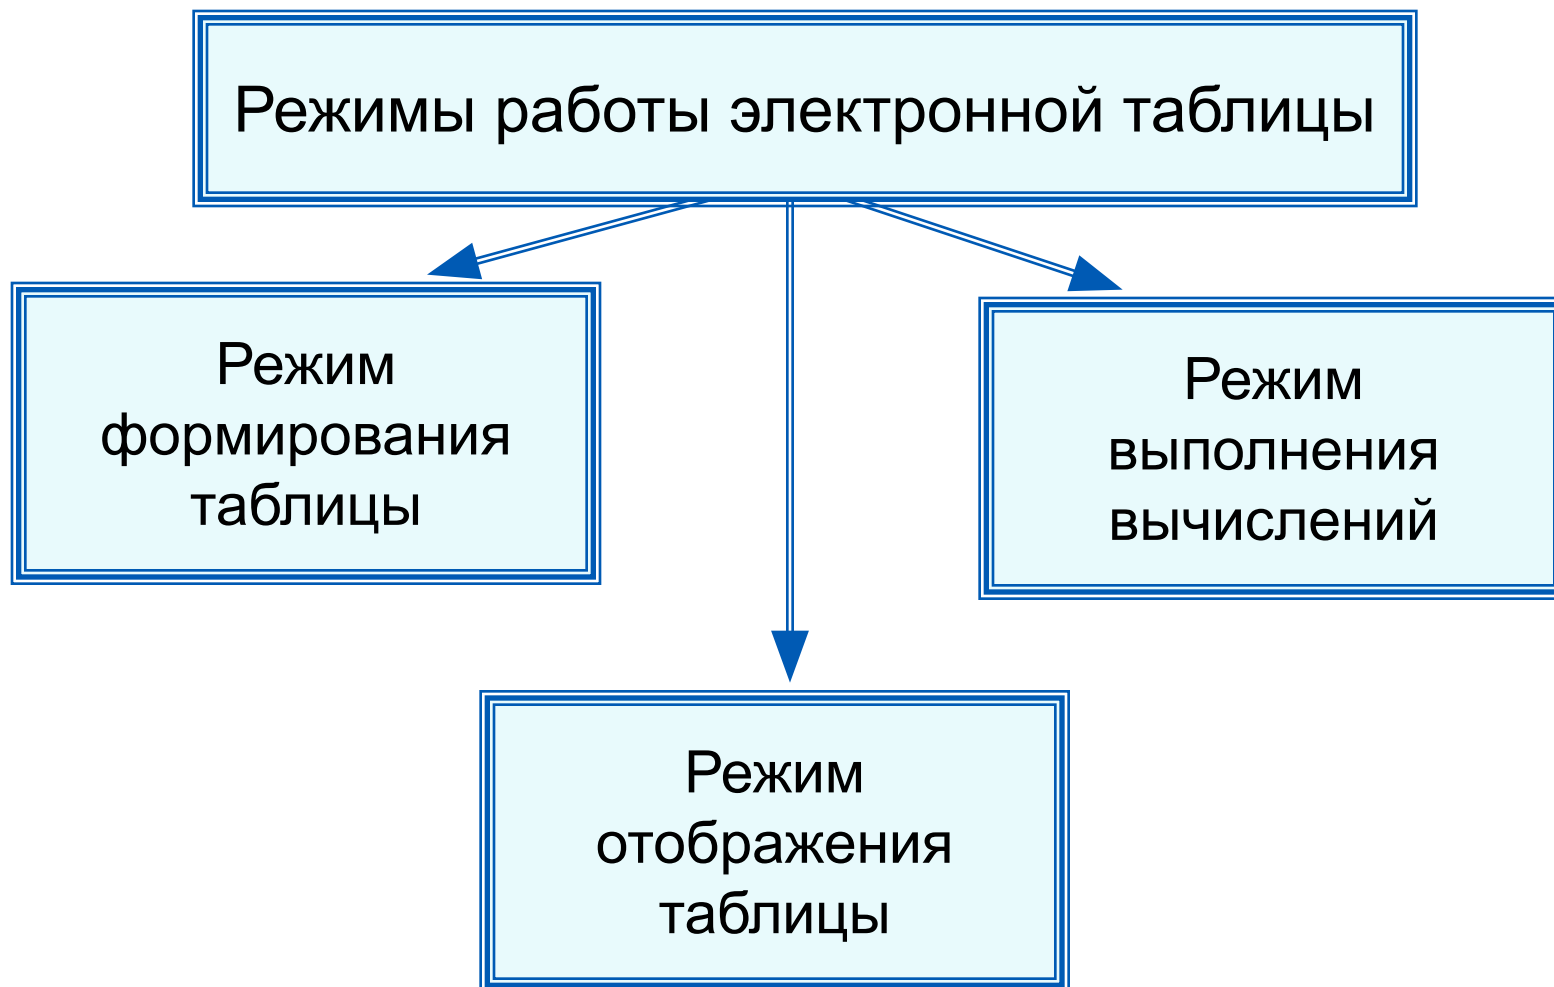 Режимы работы электронной таблицы
Режим
формирования
таблицы
Режим
выполнения
вычислений
Режим
отображения
таблицы